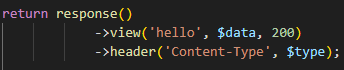 return response()
->view('hello', $data, 200)
->header('Content-Type', $type);